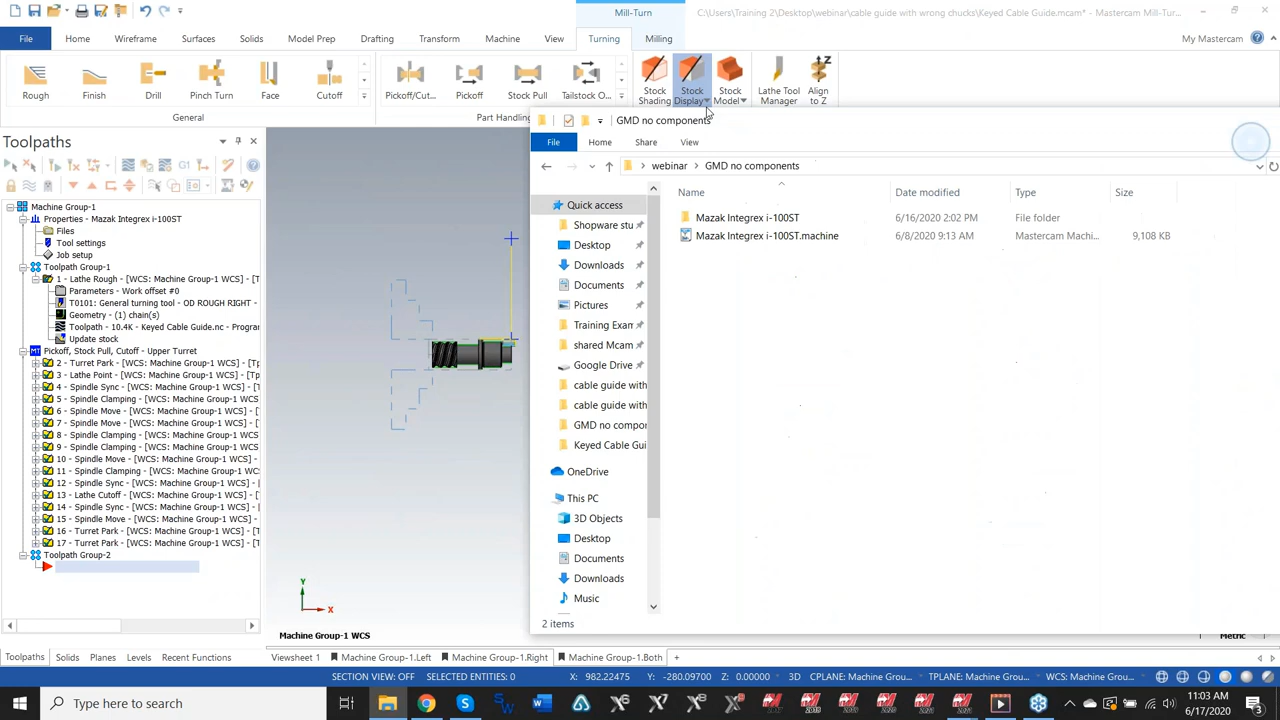 Mill-Turn
C:\Users\Training 2\Desktop\webinar\cable guide with wrong chucks\Keyed Cable Guide.mcam* - Mastercam Mill-Turn...
File
Home
Wireframe
Surfaces
Solids
Model Prep
Drafting
Transform
Machine
View
Turning
Milling
My Mastercam
Rough
Finish
Drill
Pinch Turn
Face
Cutoff
Pickoff/Cut...
Pickoff
Stock Pull
Tailstock O...
Stock Shading
Stock Display
Stock Model
Lathe Tool Manager
Align to Z
General
Part Handling
Toolpaths
G1
Machine Group-1
Properties - Mazak Integrex i-100ST
Files
Tool settings
Job setup
Toolpath Group-1
1 - Lathe Rough - [WCS: Machine Group-1 WCS] - [T
Parameters - Work offset #0
T0101: General turning tool - OD ROUGH RIGHT -
Geometry - (1) chain(s)
Toolpath - 10.4K - Keyed Cable Guide.nc - Progra
Update stock
MT Pickoff, Stock Pull, Cutoff - Upper Turret
2 - Turret Park - [WCS: Machine Group-1 WCS] - [T
3 - Lathe Point - [WCS: Machine Group-1 WCS] - [T
4 - Spindle Sync - [WCS: Machine Group-1 WCS] -
5 - Spindle Clamping - [WCS: Machine Group-1 WCS
6 - Spindle Move - [WCS: Machine Group-1 WCS] -
7 - Spindle Move - [WCS: Machine Group-1 WCS] -
8 - Spindle Clamping - [WCS: Machine Group-1 WCS
9 - Spindle Clamping - [WCS: Machine Group-1 WCS
10 - Spindle Move - [WCS: Machine Group-1 WCS] -
11 - Spindle Clamping - [WCS: Machine Group-1 WC
12 - Spindle Sync - [WCS: Machine Group-1 WCS] -
13 - Lathe Cutoff - [WCS: Machine Group-1 WCS] - [
14 - Spindle Sync - [WCS: Machine Group-1 WCS] -
15 - Spindle Move - [WCS: Machine Group-1 WCS] -
16 - Turret Park - [WCS: Machine Group-1 WCS] - [T
17 - Turret Park - [WCS: Machine Group-1 WCS] - [T
Toolpath Group-2
Y
X
Machine Group-1 WCS
GMD no components
File
Home
Share
View
webinar
GMD no components
Name
Date modified
Type
Size
Mazak Integrex i-100ST
6/16/2020 2:02 PM
File folder
Mazak Integrex i-100ST.machine
6/8/2020 9:13 AM
Mastercam Machi...
9,108 KB
Quick access
Shopware stu
Desktop
Downloads
Documents
Pictures
Training Exan
shared Mcam
Google Drive
cable guide with
cable guide with
GMD no compor
Keyed Cable Gui
OneDrive
This PC
3D Objects
Desktop
Documents
Downloads
Music
2 items
Metric
Toolpaths
Solids
Planes
Levels
Recent Functions
Viewsheet 1
Machine Group-1.Left
Machine Group-1.Right
Machine Group-1.Both
+
SECTION VIEW: OFF
SELECTED ENTITIES: 0
X: 982.22475
Y: -280.09700
Z: 0.00000
3D
CPLANE: Machine Grou...
TPLANE: Machine Grou...
WCS: Machine Grou...
Type here to search
11:03 AM
6/17/2020